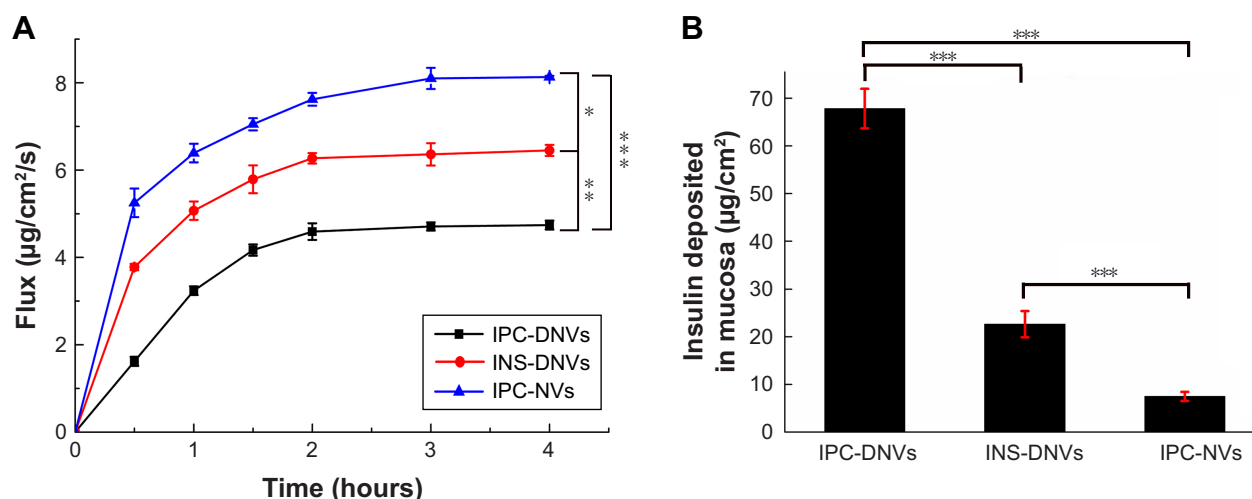 A
Flux (µg/cm²/s)
8
6
4
2
0
0 1 2 3 4
Time (hours)
IPC-DNVs
INS-DNVs
IPC-NVs
*
**
***
B
Insulin deposited
in mucosa (µg/cm²)
70
60
50
40
30
20
10
0
***
***
***
IPC-DNVs INS-DNVs IPC-NVs